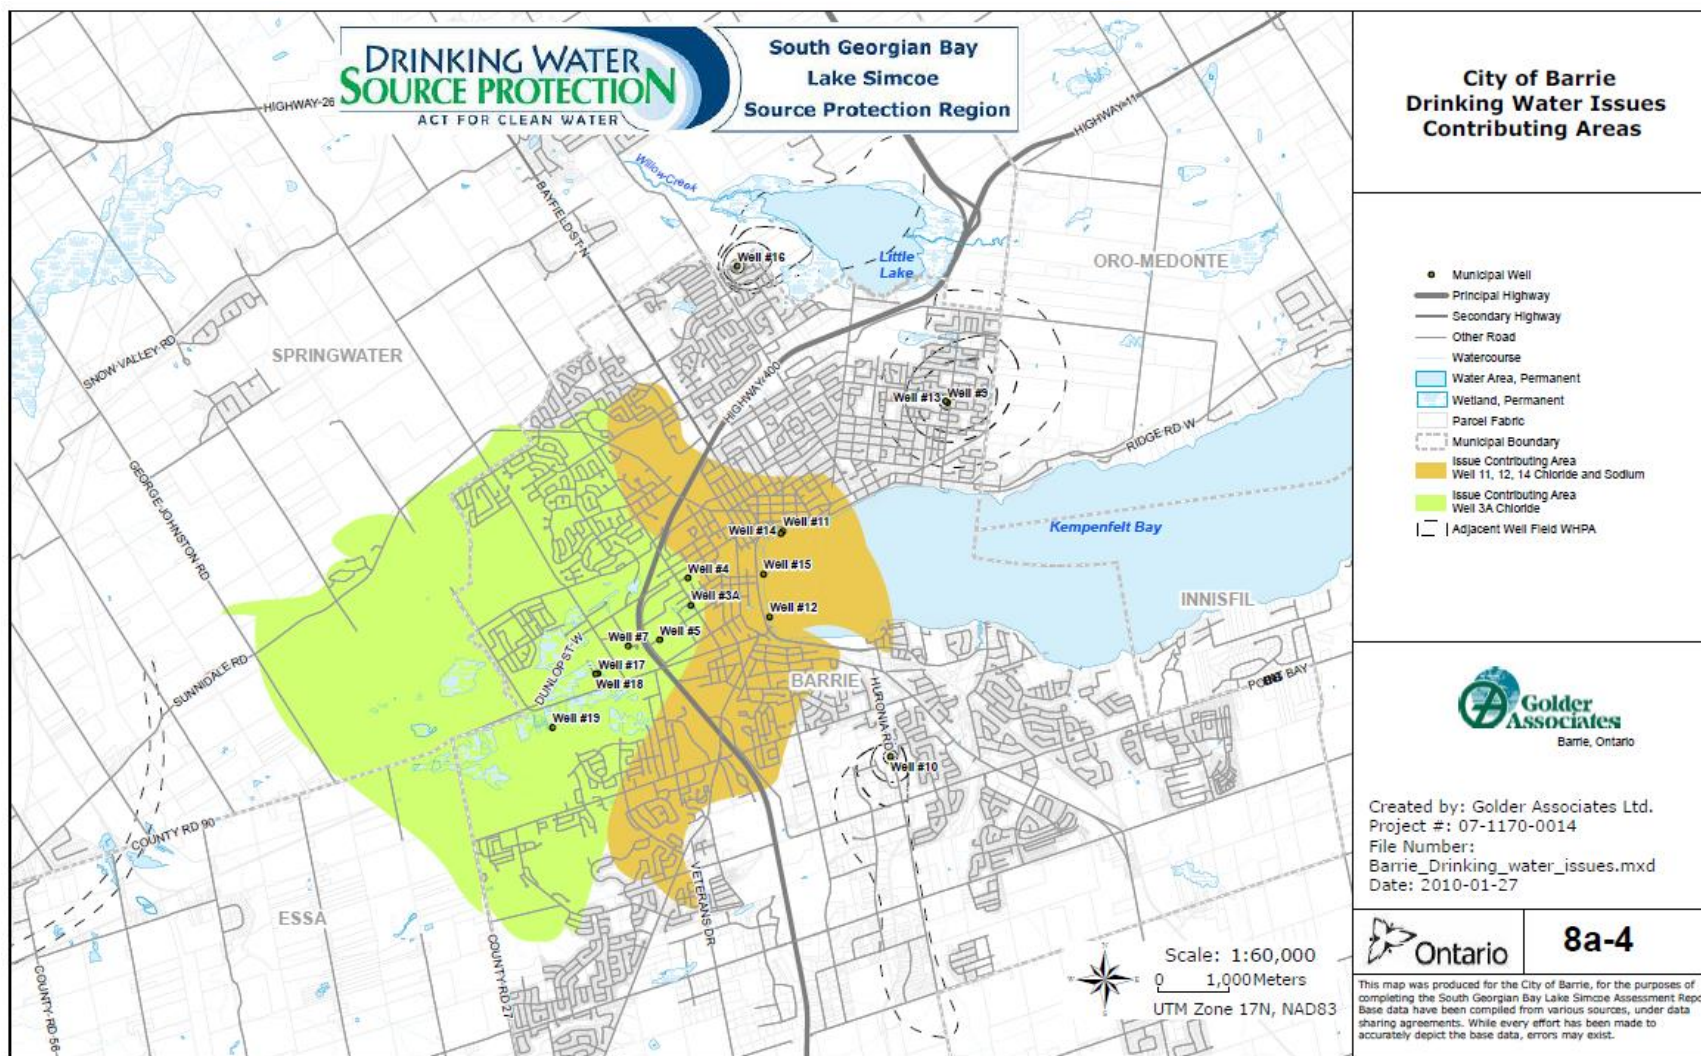 DRINKING WATER
SOURCE PROTECTION
ACT FOR CLEAN WATER
South Georgian Bay
Lake Simcoe
Source Protection Region
City of Barrie
Drinking Water Issues
Contributing Areas
HIGHWAY-26
HIGHWAY-11
Willow Creek
BAYFIELD ST N
Well #16
Little
Lake
ORO-MEDONTE
SNOW VALLEY RD
SPRINGWATER
HIGHWAY-400
Well #13
Well #9
RIDGE RD W
GEORGE JOHNSTON RD
Well #11
Well #14
Kempenfelt Bay
Well #4
Well #15
Well #3A
Well #12
INNISFIL
Well #7
Well #5
DUNLOP ST W
Well #17
Well #18
SUNNIDALE RD
BARRIE
HURONIA RD
BAY
Well #19
Well #10
COUNTY RD 90
VETERANS DR
ESSA
COUNTY RD 27
COUNTY-RD-56
Scale: 1:60,000
0 1,000Meters
UTM Zone 17N, NAD83
Municipal Well
Principal Highway
Secondary Highway
Other Road
Watercourse
Water Area, Permanent
Wetland, Permanent
Parcel Fabric
Municipal Boundary
Issue Contributing Area
Well 11, 12, 14 Chloride and Sodium
Issue Contributing Area
Well 3A Chloride
Adjacent Well Field WHPA
Golder
Associates
Barrie, Ontario
Created by: Golder Associates Ltd.
Project #: 07-1170-0014
File Number:
Barrie_Drinking_water_issues.mxd
Date: 2010-01-27
Ontario
8a-4
This map was produced for the City of Barrie, for the purposes of
completing the South Georgian Bay Lake Simcoe Assessment Repo
Base data have been compiled from various sources, under data
sharing agreements. While every effort has been made to
accurately depict the base data, errors may exist.